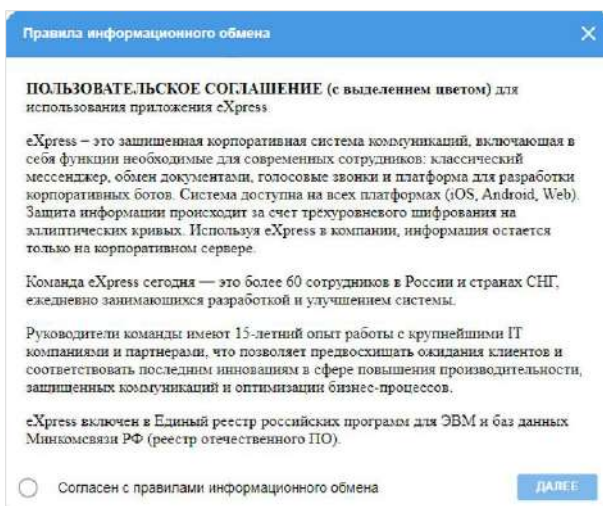 Правила информационного обмена
ПОЛЬЗОВАТЕЛЬСКОЕ СОГЛАШЕНИЕ (с выделением цветом) для
использования приложения eXpress
eXpress – это защищенная корпоративная система коммуникаций, включающая в
себя функции необходимые для современных сотрудников: классический
мессенджер, обмен документами, голосовые звонки и платформа для разработки
корпоративных ботов. Система доступна на всех платформах (iOS, Android, Web).
Защита информации происходит за счет трехуровневого шифрования на
эллиптических кривых. Используя eXpress в компании, информация остается
только на корпоративном сервере.
Команда eXpress сегодня — это более 60 сотрудников в России и странах СНГ,
ежедневно занимающихся разработкой и улучшением системы.
Руководители команды имеют 15-летний опыт работы с крупнейшими IT
компаниями и партнерами, что позволяет предвосхищать ожидания клиентов и
соответствовать последним инновациям в сфере повышения производительности,
защищенных коммуникаций и оптимизации бизнес-процессов.
eXpress включен в Единый реестр российских программ для ЭВМ и баз данных
Минкомсвязи РФ (реестр отечественного ПО).
Согласен с правилами информационного обмена
ДАЛЕЕ